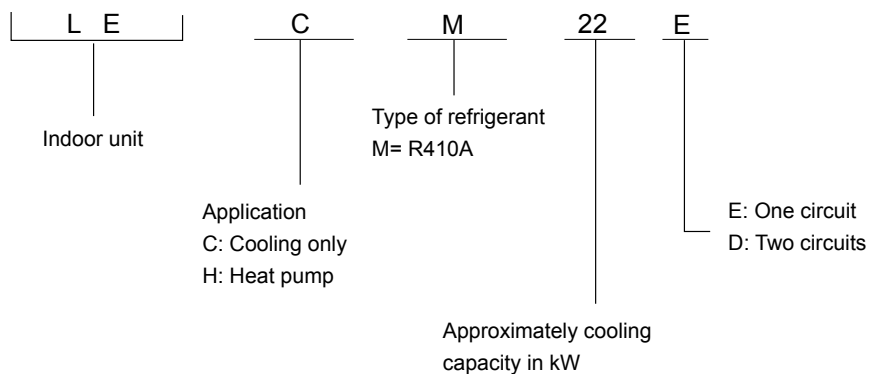 L E C M 22 E
Type of refrigerant
M= R410A
Indoor unit
Application
C: Cooling only
H: Heat pump
E: One circuit
D: Two circuits
Approximately cooling
capacity in kW